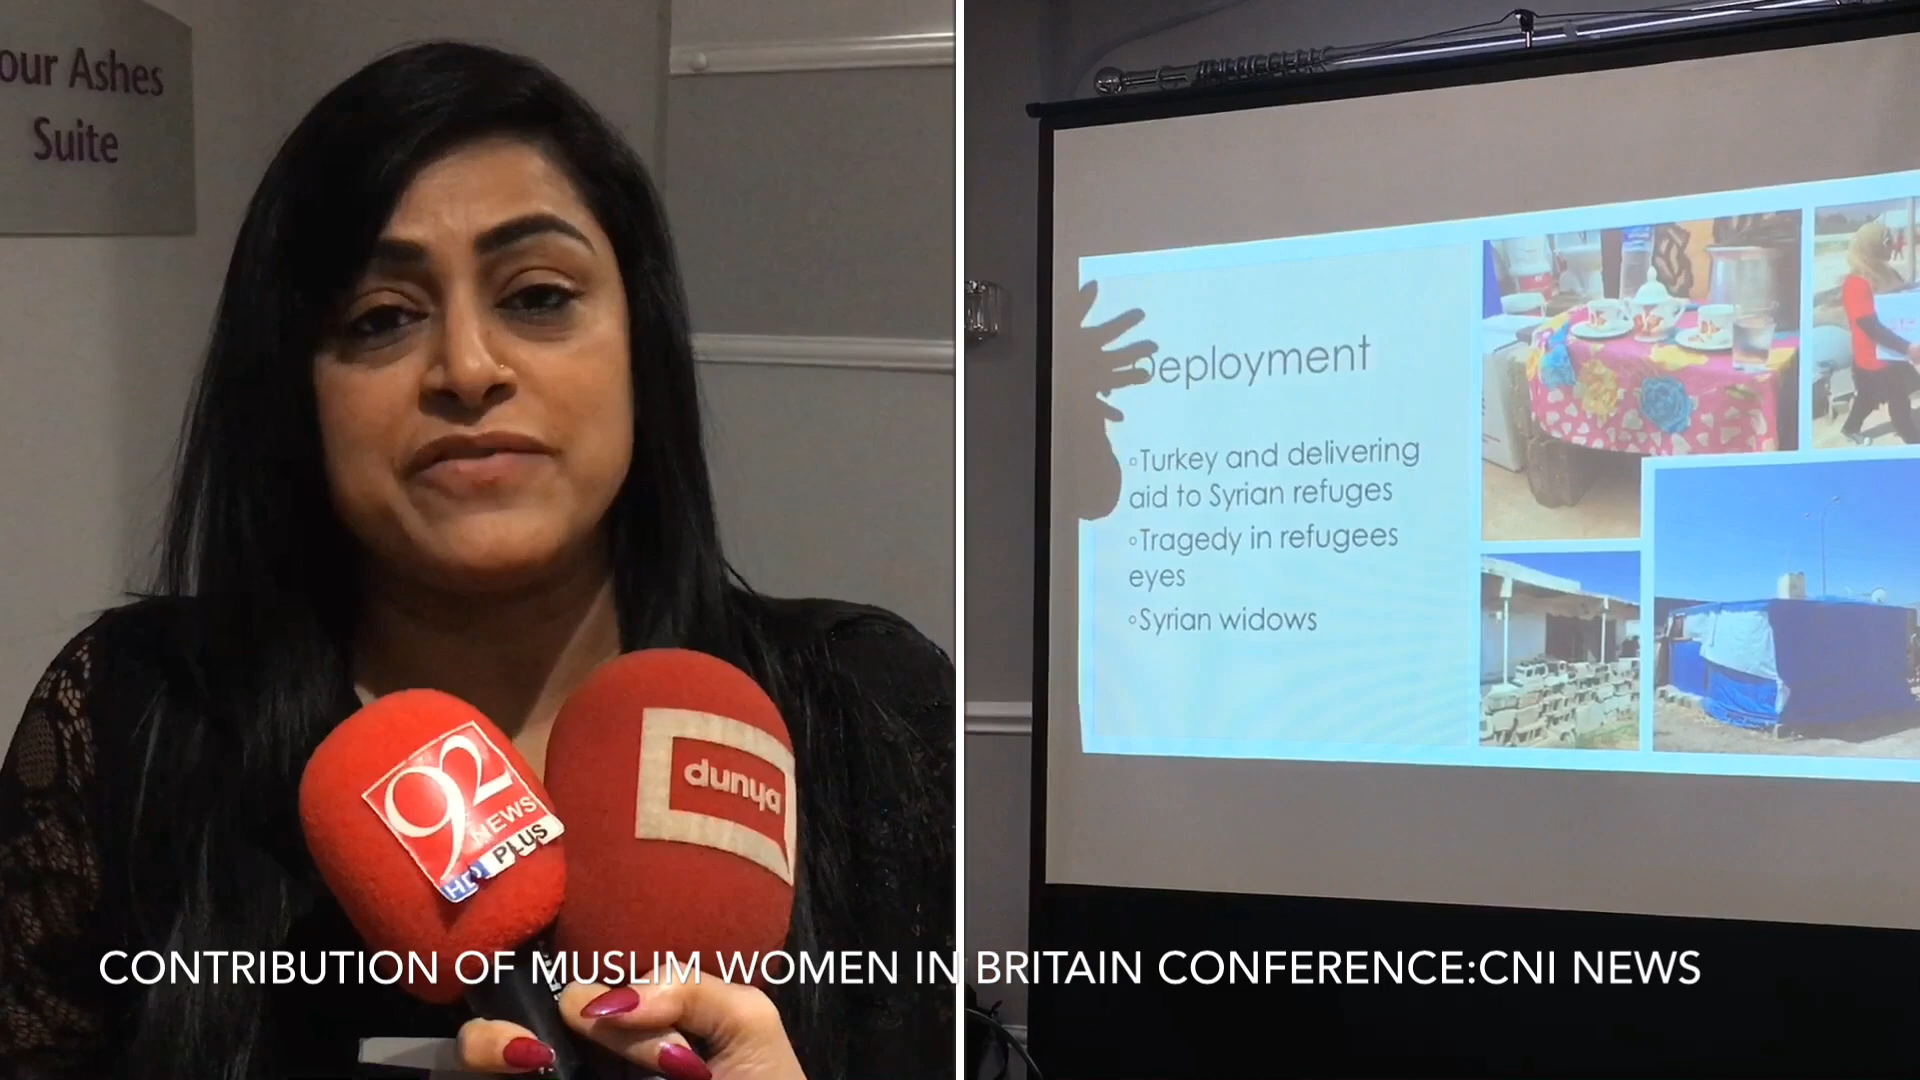 our Ashes
Suite
92
NEWS
HD PLUS
dunya
Deployment
▫Turkey and delivering
aid to Syrian refuges
▫Tragedy in refugees
eyes
▫Syrian widows
CONTRIBUTION OF MUSLIM WOMEN IN BRITAIN CONFERENCE:CNI NEWS